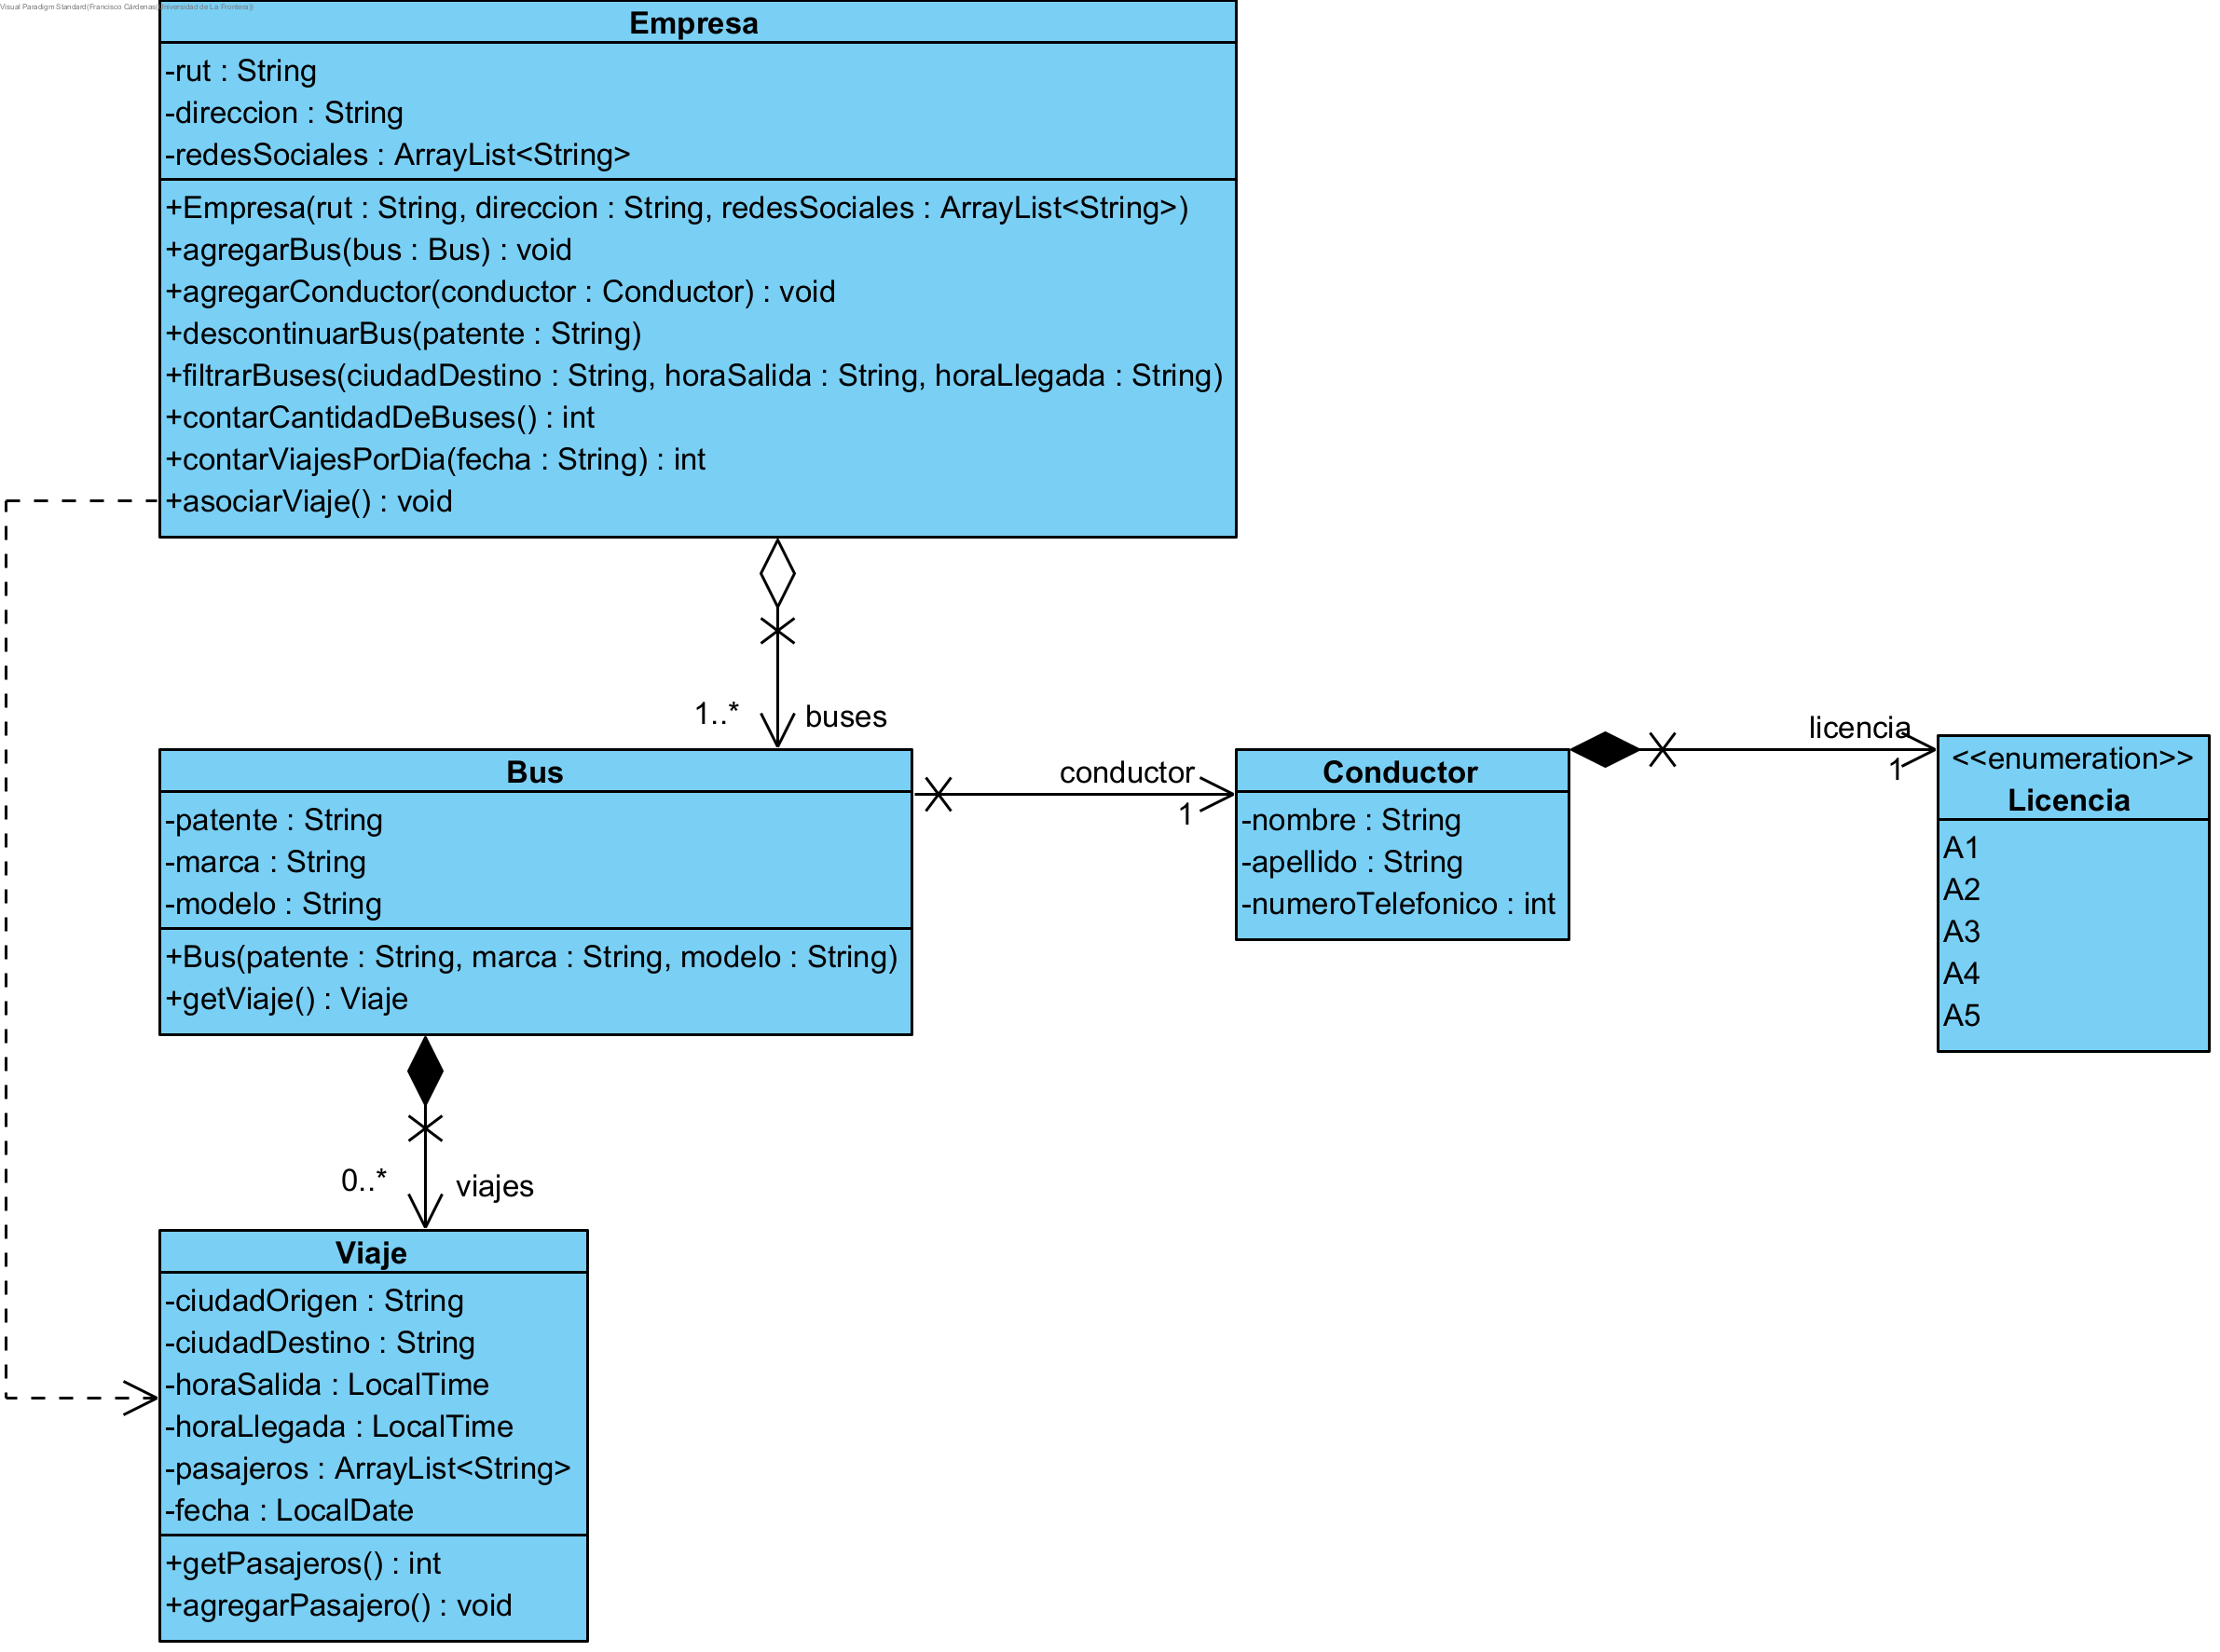 Visual Paradigm Standard(Francisco Cárdenas(Universidad de La Frontera))
Empresa
-rut : String
-direccion : String
-redesSociales : ArrayList<String>
+Empresa(rut : String, direccion : String, redesSociales : ArrayList<String>)
+agregarBus(bus : Bus) : void
+agregarConductor(conductor : Conductor) : void
+descontinuarBus(patente : String)
+filtrarBuses(ciudadDestino : String, horaSalida : String, horaLlegada : String)
+contarCantidadDeBuses() : int
+contarViajesPorDia(fecha : String) : int
+asociarViaje() : void
1..* buses
Bus
-patente : String
-marca : String
-modelo : String
+Bus(patente : String, marca : String, modelo : String)
+getViaje() : Viaje
conductor
1
Conductor
-nombre : String
-apellido : String
-numeroTelefonico : int
licencia
1
<<enumeration>>
Licencia
A1
A2
A3
A4
A5
0..* viajes
Viaje
-ciudadOrigen : String
-ciudadDestino : String
-horaSalida : LocalTime
-horaLlegada : LocalTime
-pasajeros : ArrayList<String>
-fecha : LocalDate
+getPasajeros() : int
+agregarPasajero() : void